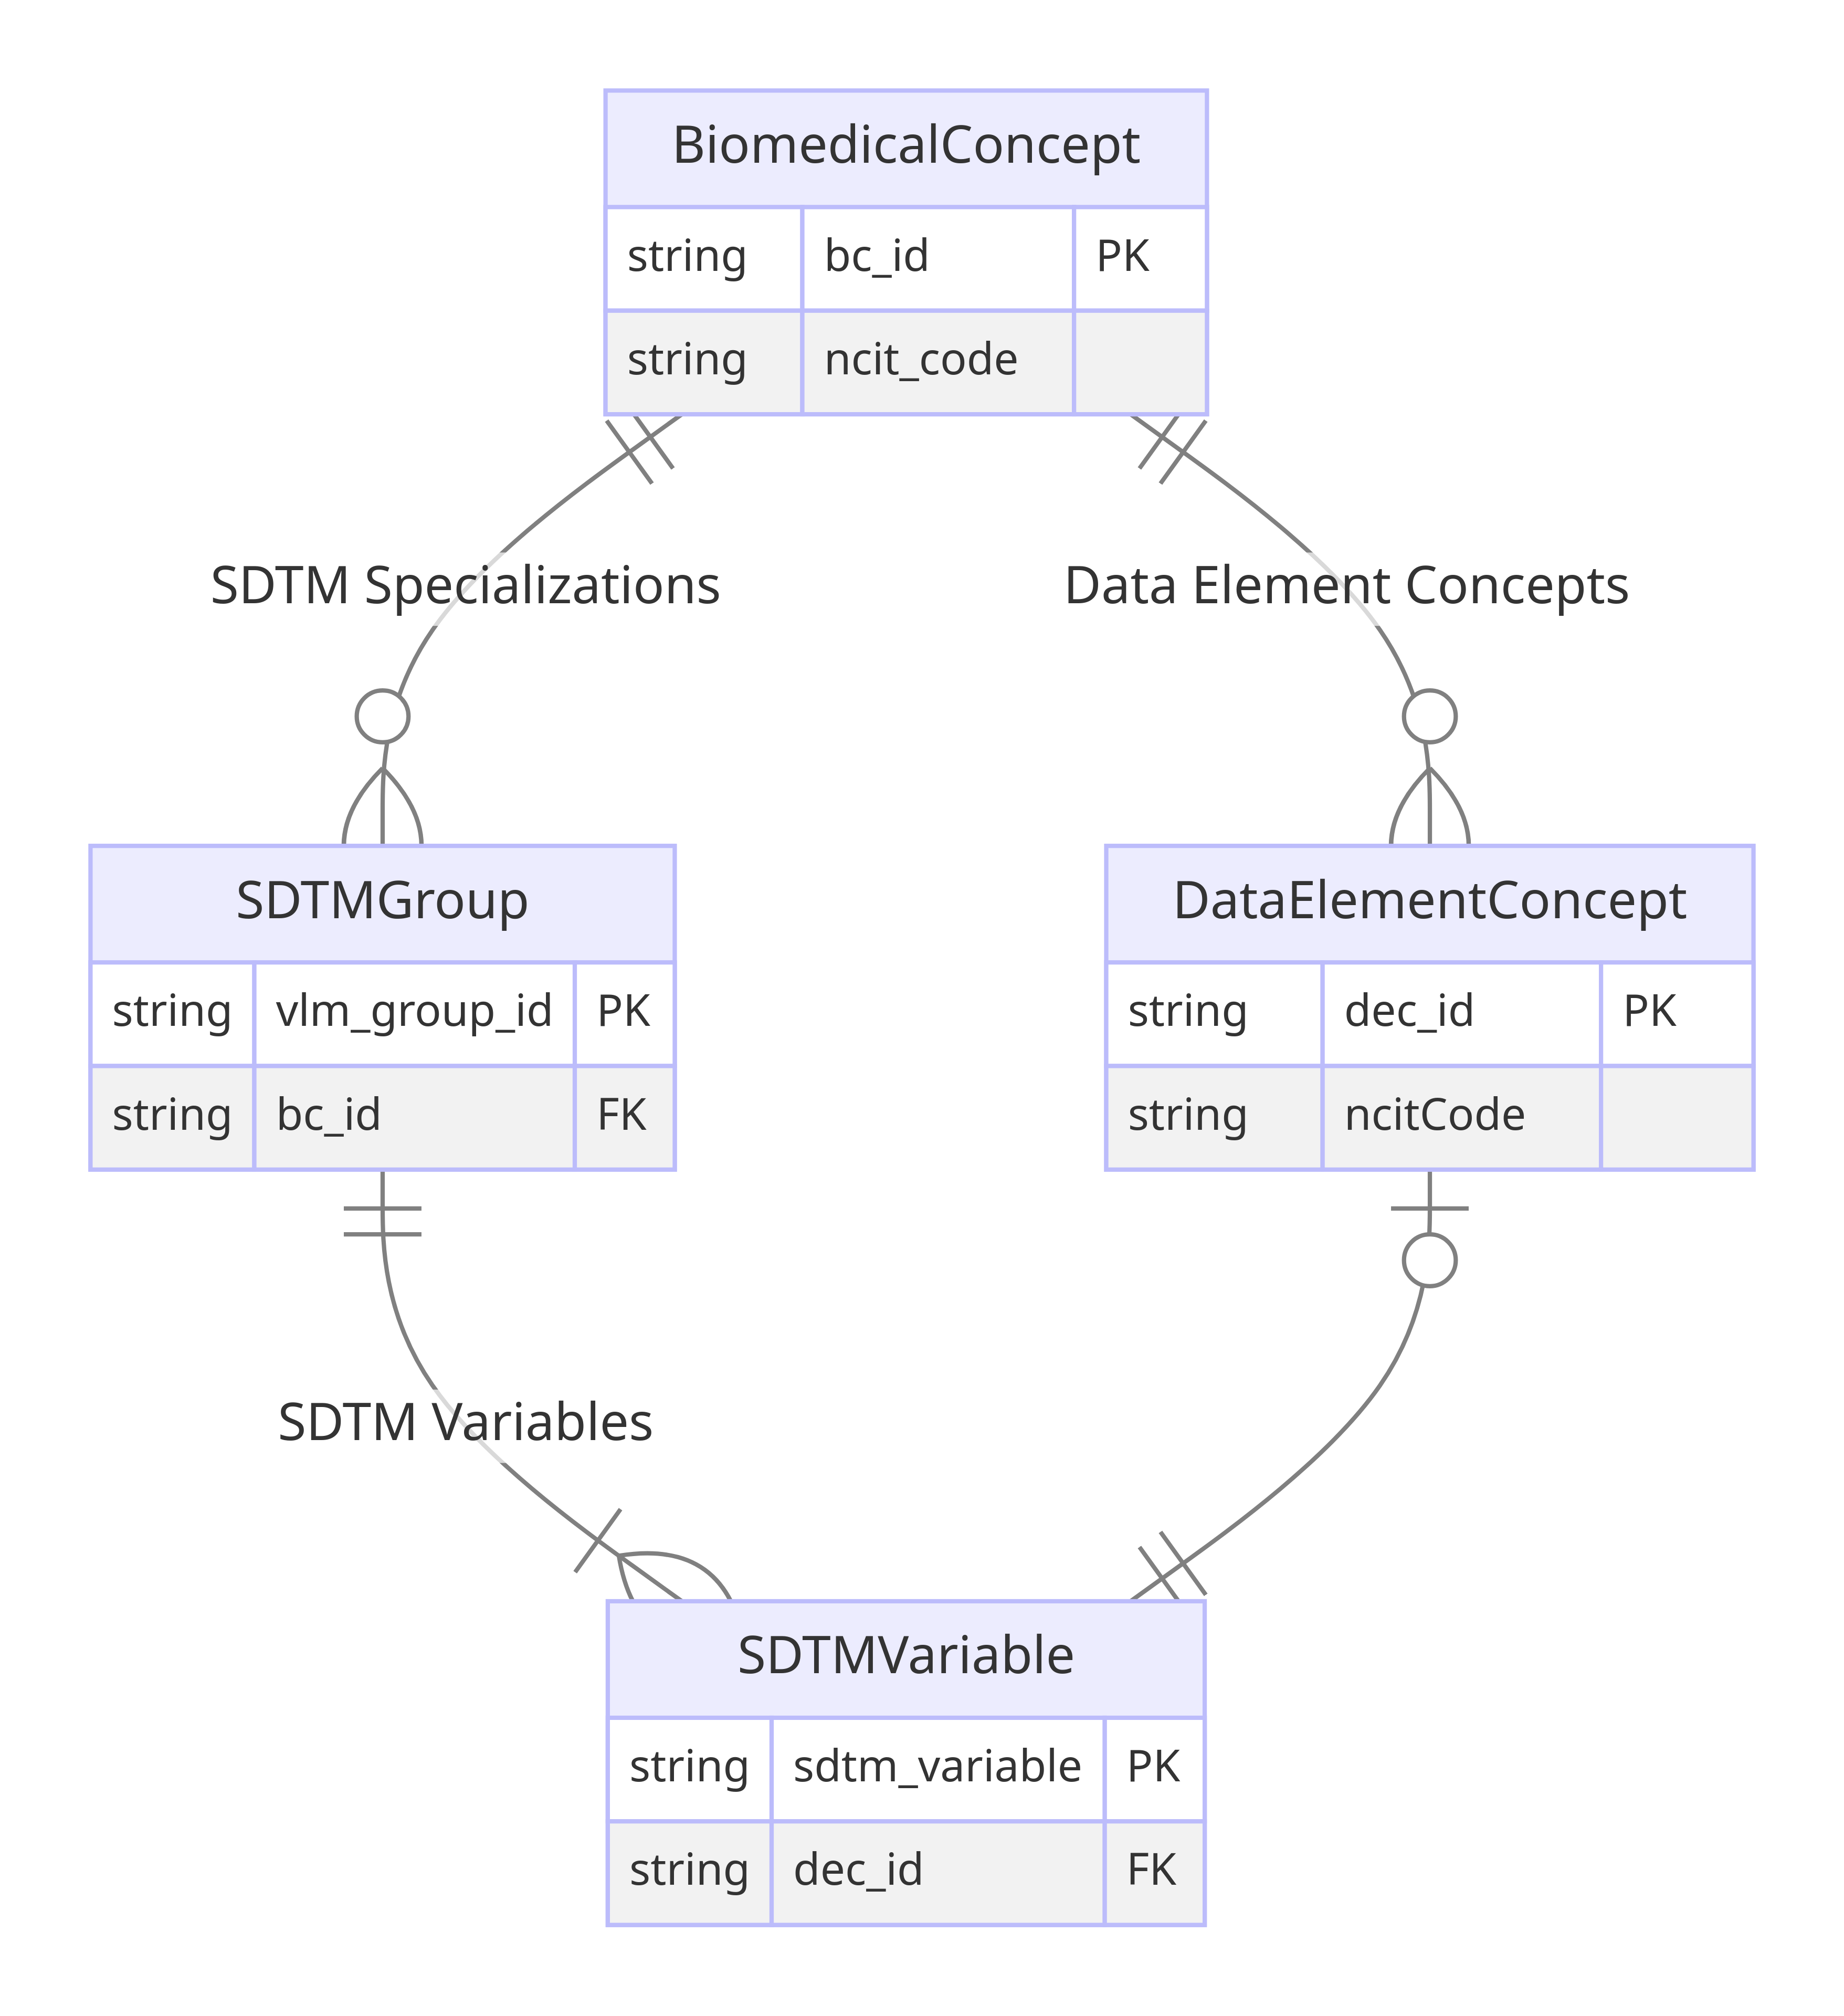 BiomedicalConcept
string bc_id PK
string ncit_code
SDTM Specializations
Data Element Concepts
SDTMGroup
string vlm_group_id PK
string bc_id FK
DataElementConcept
string dec_id PK
string ncitCode
SDTM Variables
SDTMVariable
string sdtm_variable PK
string dec_id FK